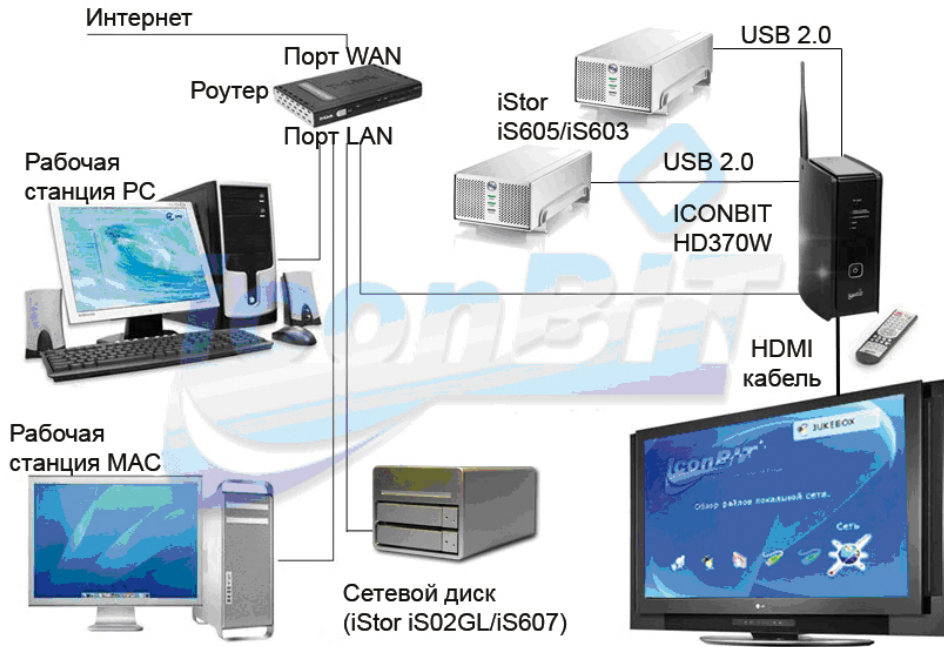 Интернет
Порт WAN
Роутер
Порт LAN
USB 2.0
iStor
iS605/iS603
USB 2.0
Рабочая
станция PC
ICONBIT
HD370W
iconBIT
HDMI
кабель
Рабочая
станция MAC
JUKEBOX
iconBIT
Обзор файлов локальной сети.
Сеть
Сетевой диск
(iStor iS02GL/iS607)